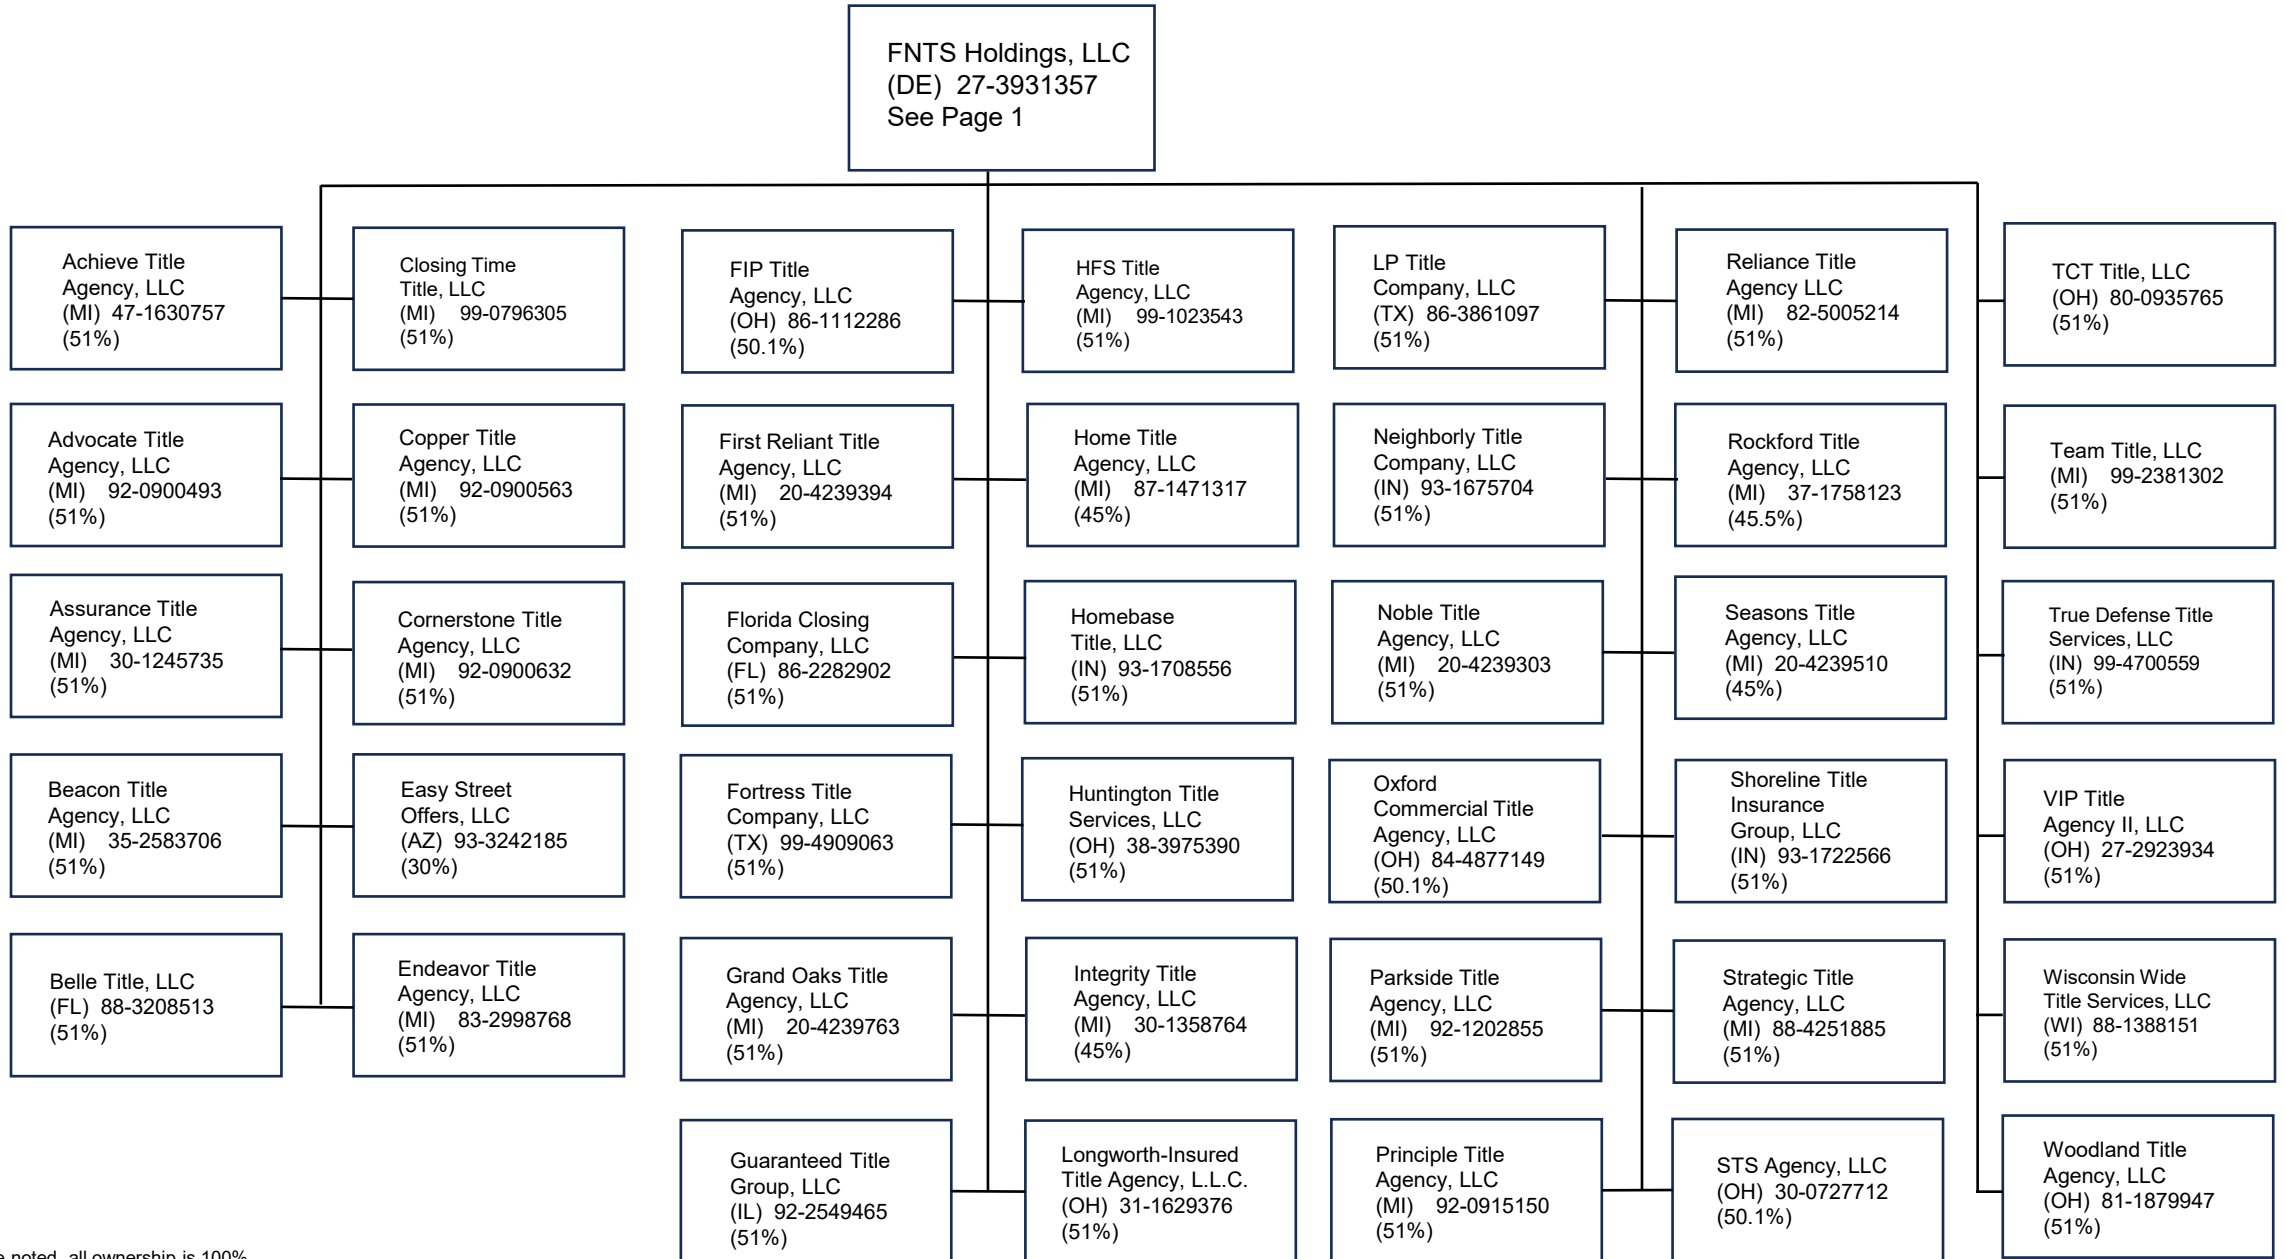 FNTS Holdings, LLC
(DE) 27-3931357
See Page 1
Achieve Title
Agency, LLC
(MI) 47-1630757
(51%)
Closing Time
Title, LLC
(MI) 99-0796305
(51%)
FIP Title
Agency, LLC
(OH) 86-1112286
(50.1%)
HFS Title
Agency, LLC
(MI) 99-1023543
(51%)
LP Title
Company, LLC
(TX) 86-3861097
(51%)
Reliance Title
Agency LLC
(MI) 82-5005214
(51%)
TCT Title, LLC
(OH) 80-0935765
(51%)
Advocate Title
Agency, LLC
(MI) 92-0900493
(51%)
Copper Title
Agency, LLC
(MI) 92-0900563
(51%)
First Reliant Title
Agency, LLC
(MI) 20-4239394
(51%)
Home Title
Agency, LLC
(MI) 87-1471317
(45%)
Neighborly Title
Company, LLC
(IN) 93-1675704
(51%)
Rockford Title
Agency, LLC
(MI) 37-1758123
(45.5%)
Team Title, LLC
(MI) 99-2381302
(51%)
Assurance Title
Agency, LLC
(MI) 30-1245735
(51%)
Cornerstone Title
Agency, LLC
(MI) 92-0900632
(51%)
Florida Closing
Company, LLC
(FL) 86-2282902
(51%)
Homebase
Title, LLC
(IN) 93-1708556
(51%)
Noble Title
Agency, LLC
(MI) 20-4239303
(51%)
Seasons Title
Agency, LLC
(MI) 20-4239510
(45%)
True Defense Title
Services, LLC
(IN) 99-4700559
(51%)
Beacon Title
Agency, LLC
(MI) 35-2583706
(51%)
Easy Street
Offers, LLC
(AZ) 93-3242185
(30%)
Fortress Title
Company, LLC
(TX) 99-4909063
(51%)
Huntington Title
Services, LLC
(OH) 38-3975390
(51%)
Oxford
Commercial Title
Agency, LLC
(OH) 84-4877149
(50.1%)
Shoreline Title
Insurance
Group, LLC
(IN) 93-1722566
(51%)
VIP Title
Agency II, LLC
(OH) 27-2923934
(51%)
Belle Title, LLC
(FL) 88-3208513
(51%)
Endeavor Title
Agency, LLC
(MI) 83-2998768
(51%)
Grand Oaks Title
Agency, LLC
(MI) 20-4239763
(51%)
Integrity Title
Agency, LLC
(MI) 30-1358764
(45%)
Parkside Title
Agency, LLC
(MI) 92-1202855
(51%)
Strategic Title
Agency, LLC
(MI) 88-4251885
(51%)
Wisconsin Wide
Title Services, LLC
(WI) 88-1388151
(51%)
Guaranteed Title
Group, LLC
(IL) 92-2549465
(51%)
Longworth-Insured
Title Agency, L.L.C.
(OH) 31-1629376
(51%)
Principle Title
Agency, LLC
(MI) 92-0915150
(51%)
STS Agency, LLC
(OH) 30-0727712
(50.1%)
Woodland Title
Agency, LLC
(OH) 81-1879947
(51%)
noted, all ownership is 100%